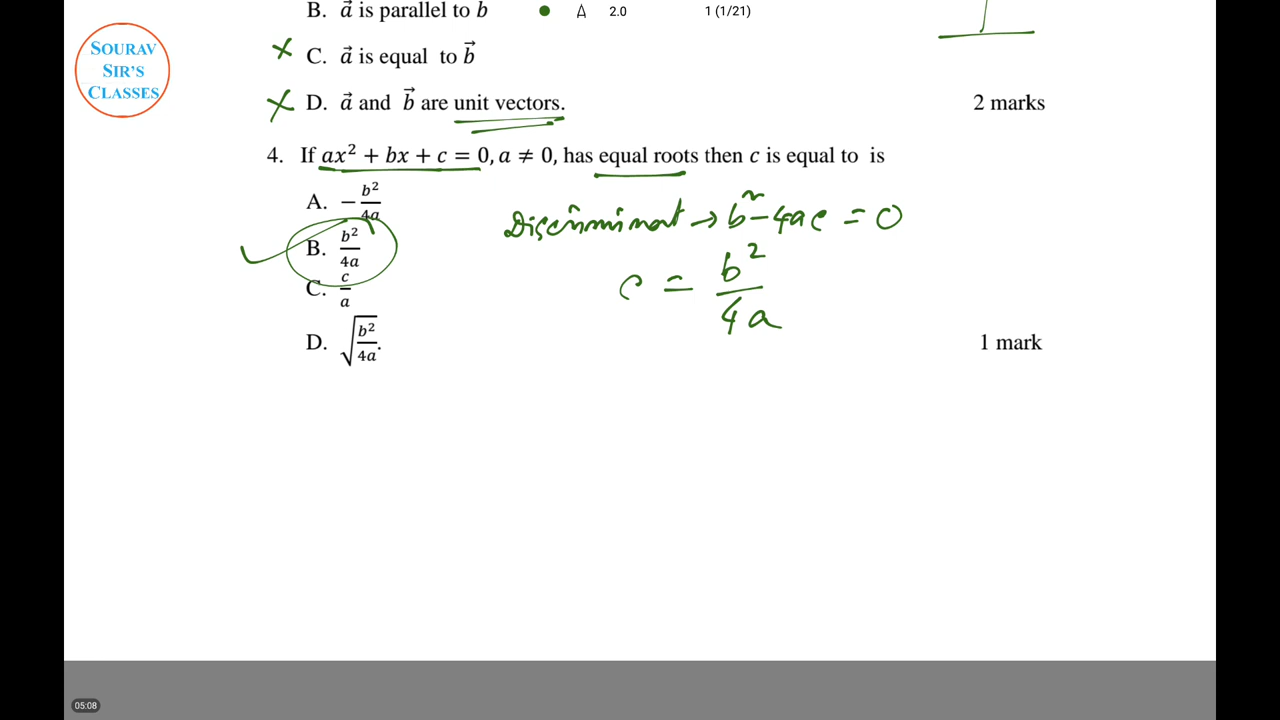 B. a⃗ is parallel to b
2.0
1 (1/21)
SOURAV
SIR'S
CLASSES
× C. a⃗ is equal to b⃗
× D. a⃗ and b⃗ are unit vectors.
2 marks
4. If ax² + bx + c = 0, a ≠ 0, has equal roots then c is equal to is
A. −b²/4a
B. b²/4a
C. c/a
D. √(b²/4a).
1 mark
Discriminant → b² − 4ac = 0
c = b²/4a
05:08